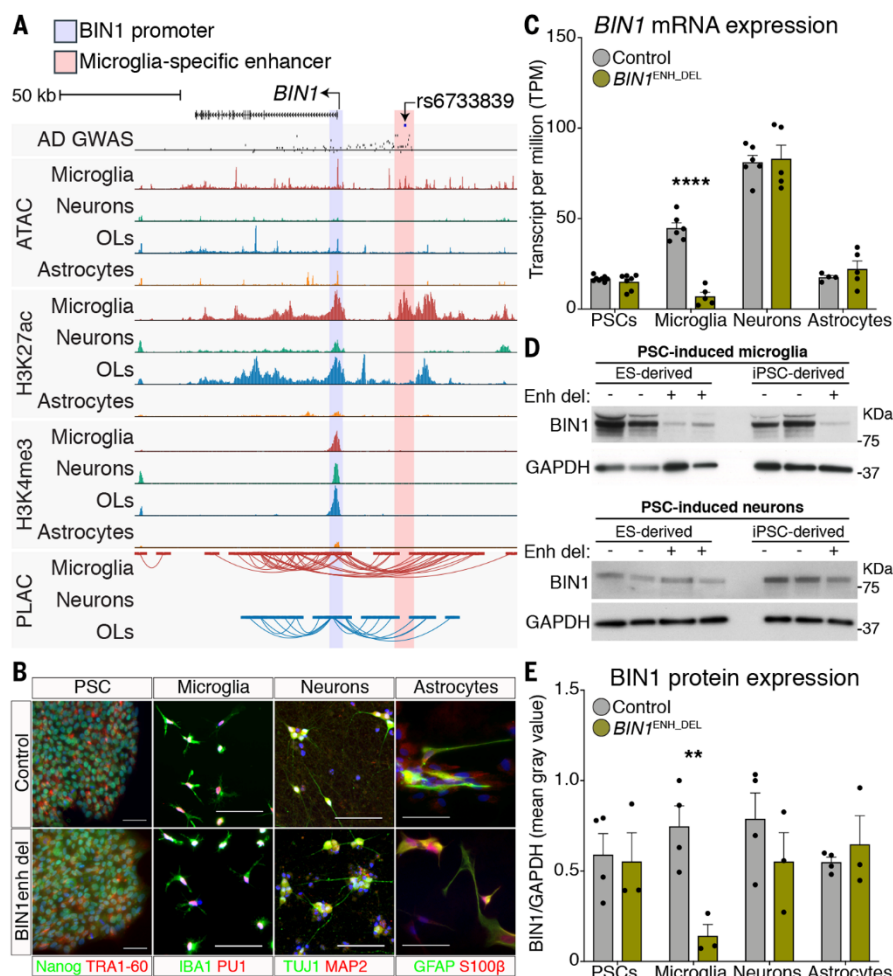 A
BIN1 promoter
Microglia-specific enhancer
50 kb
BIN1
rs6733839
AD GWAS
ATAC
Microglia
Neurons
OLs
Astrocytes
H3K27ac
Microglia
Neurons
OLs
Astrocytes
H3K4me3
Microglia
Neurons
OLs
Astrocytes
PLAC
Microglia
Neurons
OLs
B
PSC Microglia Neurons Astrocytes
Control
BIN1enh del
Nanog TRA1-60 IBA1 PU1 TUJ1 MAP2 GFAP S100β
C
BIN1 mRNA expression
Control
BIN1ENH_DEL
Transcript per million (TPM)
150
100
50
0
****
PSCs Microglia Neurons Astrocytes
D
PSC-induced microglia
ES-derived iPSC-derived
Enh del: - - + + - - +
BIN1
KDa
-75
GAPDH
-37
PSC-induced neurons
ES-derived iPSC-derived
Enh del: - - + + - - +
BIN1
KDa
75
GAPDH
-37
E
BIN1 protein expression
Control
BIN1ENH_DEL
BIN1/GAPDH (mean gray value)
1.5
1.0
0.5
0
**
PSCs Microglia Neurons Astrocytes